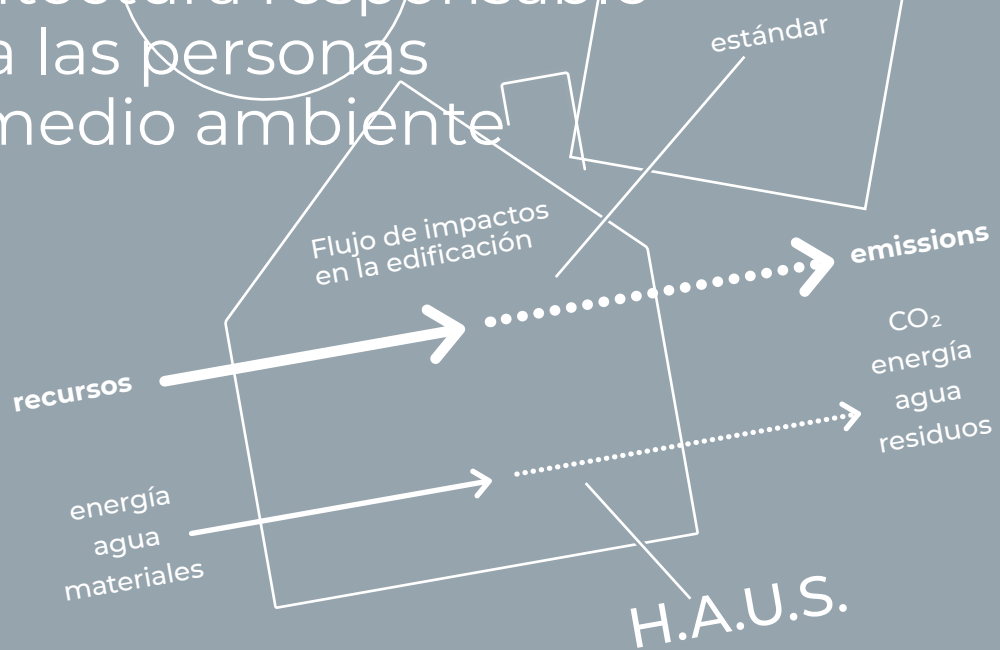 a las personas
medio ambiente
estándar
Flujo de impactos
en la edificación
emissions
recursos
CO₂
energía
agua
residuos
energía
agua
materiales
H.A.U.S.